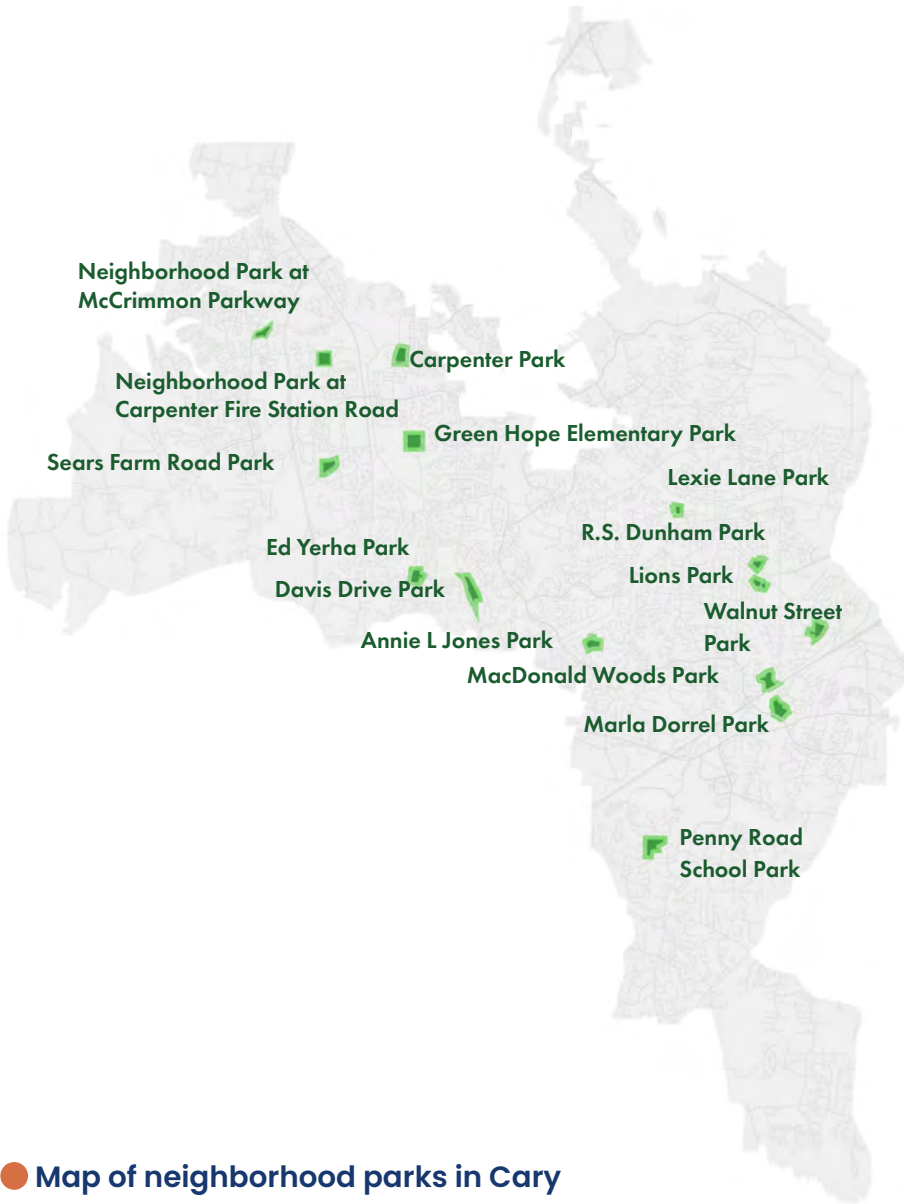 Neighborhood Park at
McCrimmon Parkway
Carpenter Park
Neighborhood Park at
Carpenter Fire Station Road
Green Hope Elementary Park
Sears Farm Road Park
Lexie Lane Park
R.S. Dunham Park
Ed Yerha Park
Lions Park
Davis Drive Park
Walnut Street
Park
Annie L Jones Park
MacDonald Woods Park
Marla Dorrel Park
Penny Road
School Park
Map of neighborhood parks in Cary